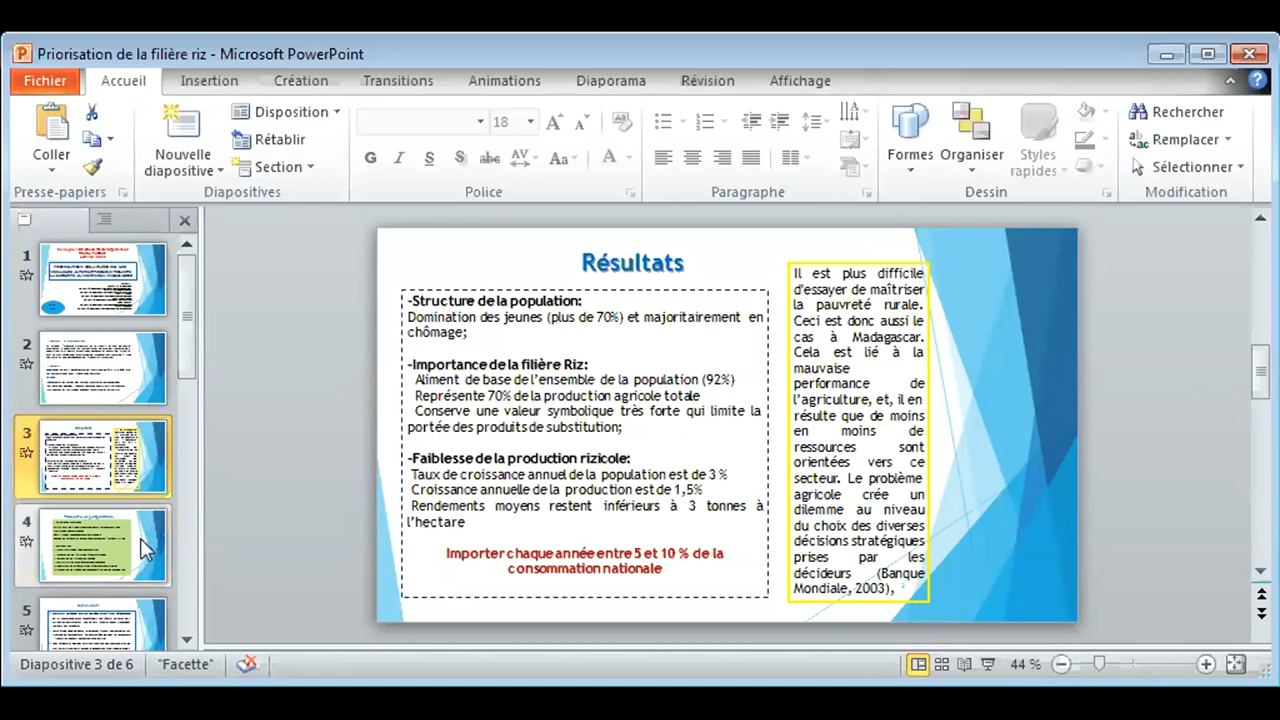 Priorisation de la filière riz - Microsoft PowerPoint
Fichier Accueil Insertion Création Transitions Animations Diaporama Révision Affichage
Coller
Presse-papiers
Nouvelle diapositive
Disposition
Rétablir
Section
Diapositives
18
G I S S abc AV Aa A
Police
Paragraphe
Formes
Organiser
Styles rapides
Dessin
Rechercher
Remplacer
Sélectionner
Modification
1
2
3
4
5
Résultats
-Structure de la population:
Domination des jeunes (plus de 70%) et majoritairement en
chômage;
-Importance de la filière Riz:
Aliment de base de l'ensemble de la population (92%)
Représente 70% de la production agricole totale
Conserve une valeur symbolique très forte qui limite la
portée des produits de substitution;
-Faiblesse de la production rizicole:
Taux de croissance annuel de la population est de 3 %
Croissance annuelle de la production est de 1,5%
Rendements moyens restent inférieurs à 3 tonnes à
l'hectare
Importer chaque année entre 5 et 10 % de la
consommation nationale
Il est plus difficile
d'essayer de maîtriser
la pauvreté rurale.
Ceci est donc aussi le
cas à Madagascar.
Cela est lié à la
mauvaise
performance de
l'agriculture, et, il en
résulte que de moins
en moins de
ressources sont
orientées vers ce
secteur. Le problème
agricole crée un
dilemme au niveau
du choix des diverses
décisions stratégiques
prises par les
décideurs (Banque
Mondiale, 2003),
Diapositive 3 de 6 "Facette" 44 %